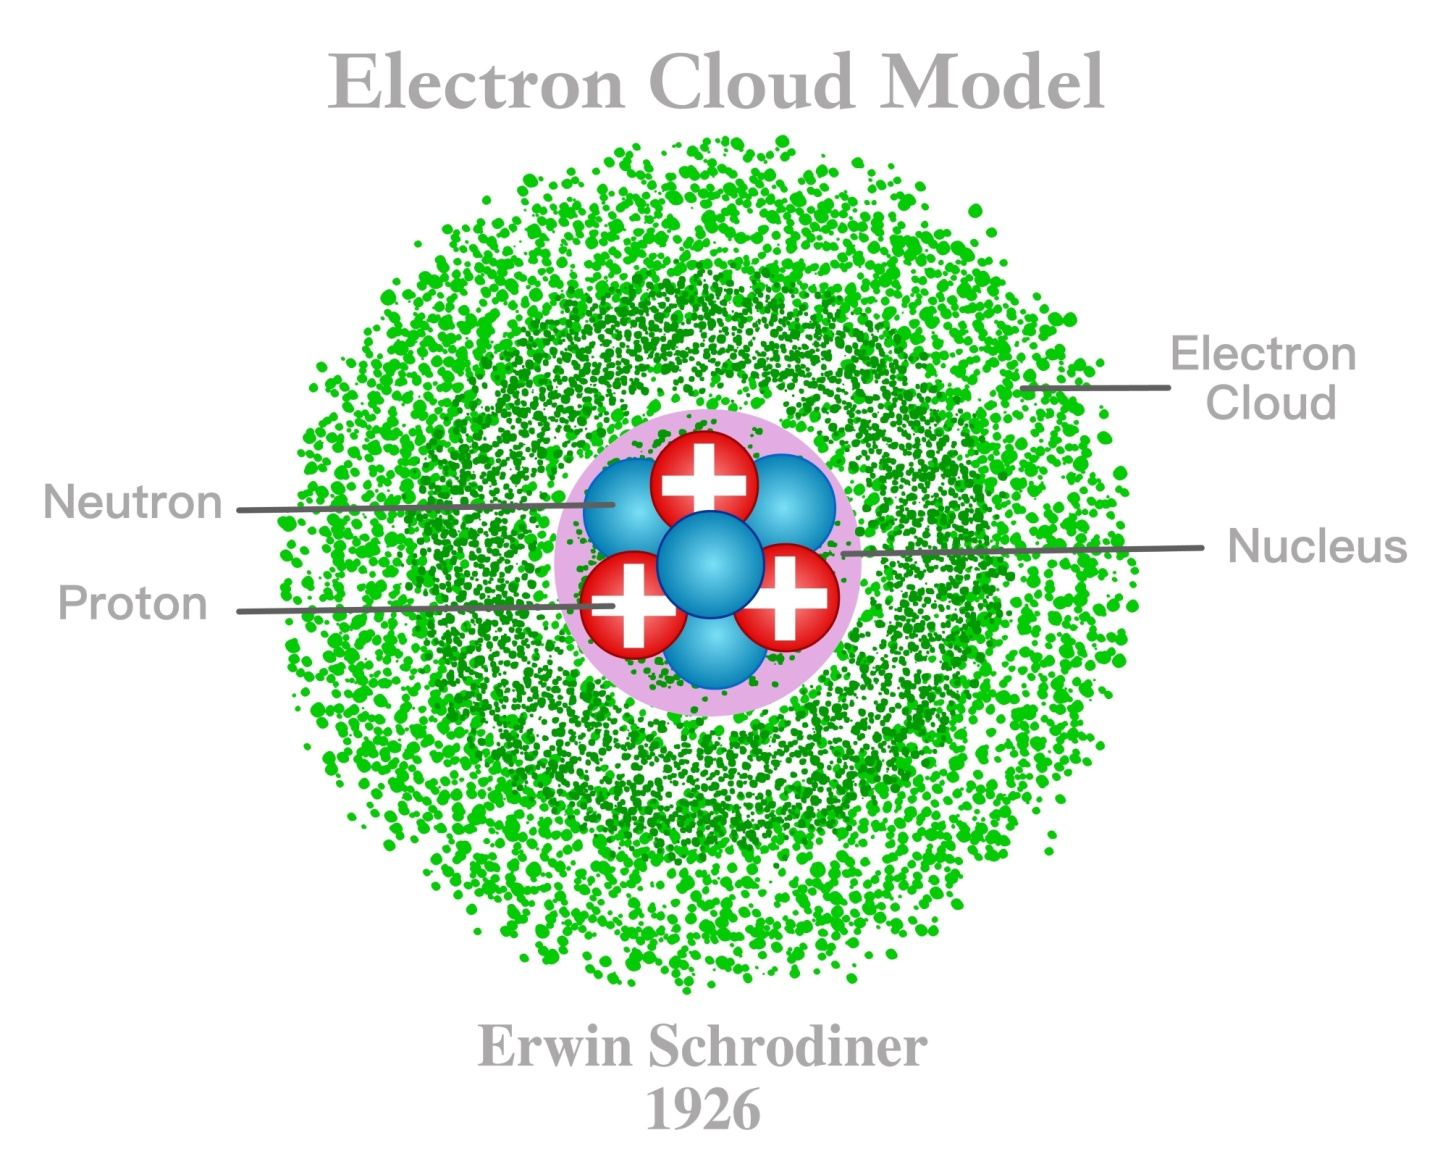 Electron Cloud Model
Electron
Cloud
Neutron
Nucleus
Proton
Erwin Schrodiner
1926